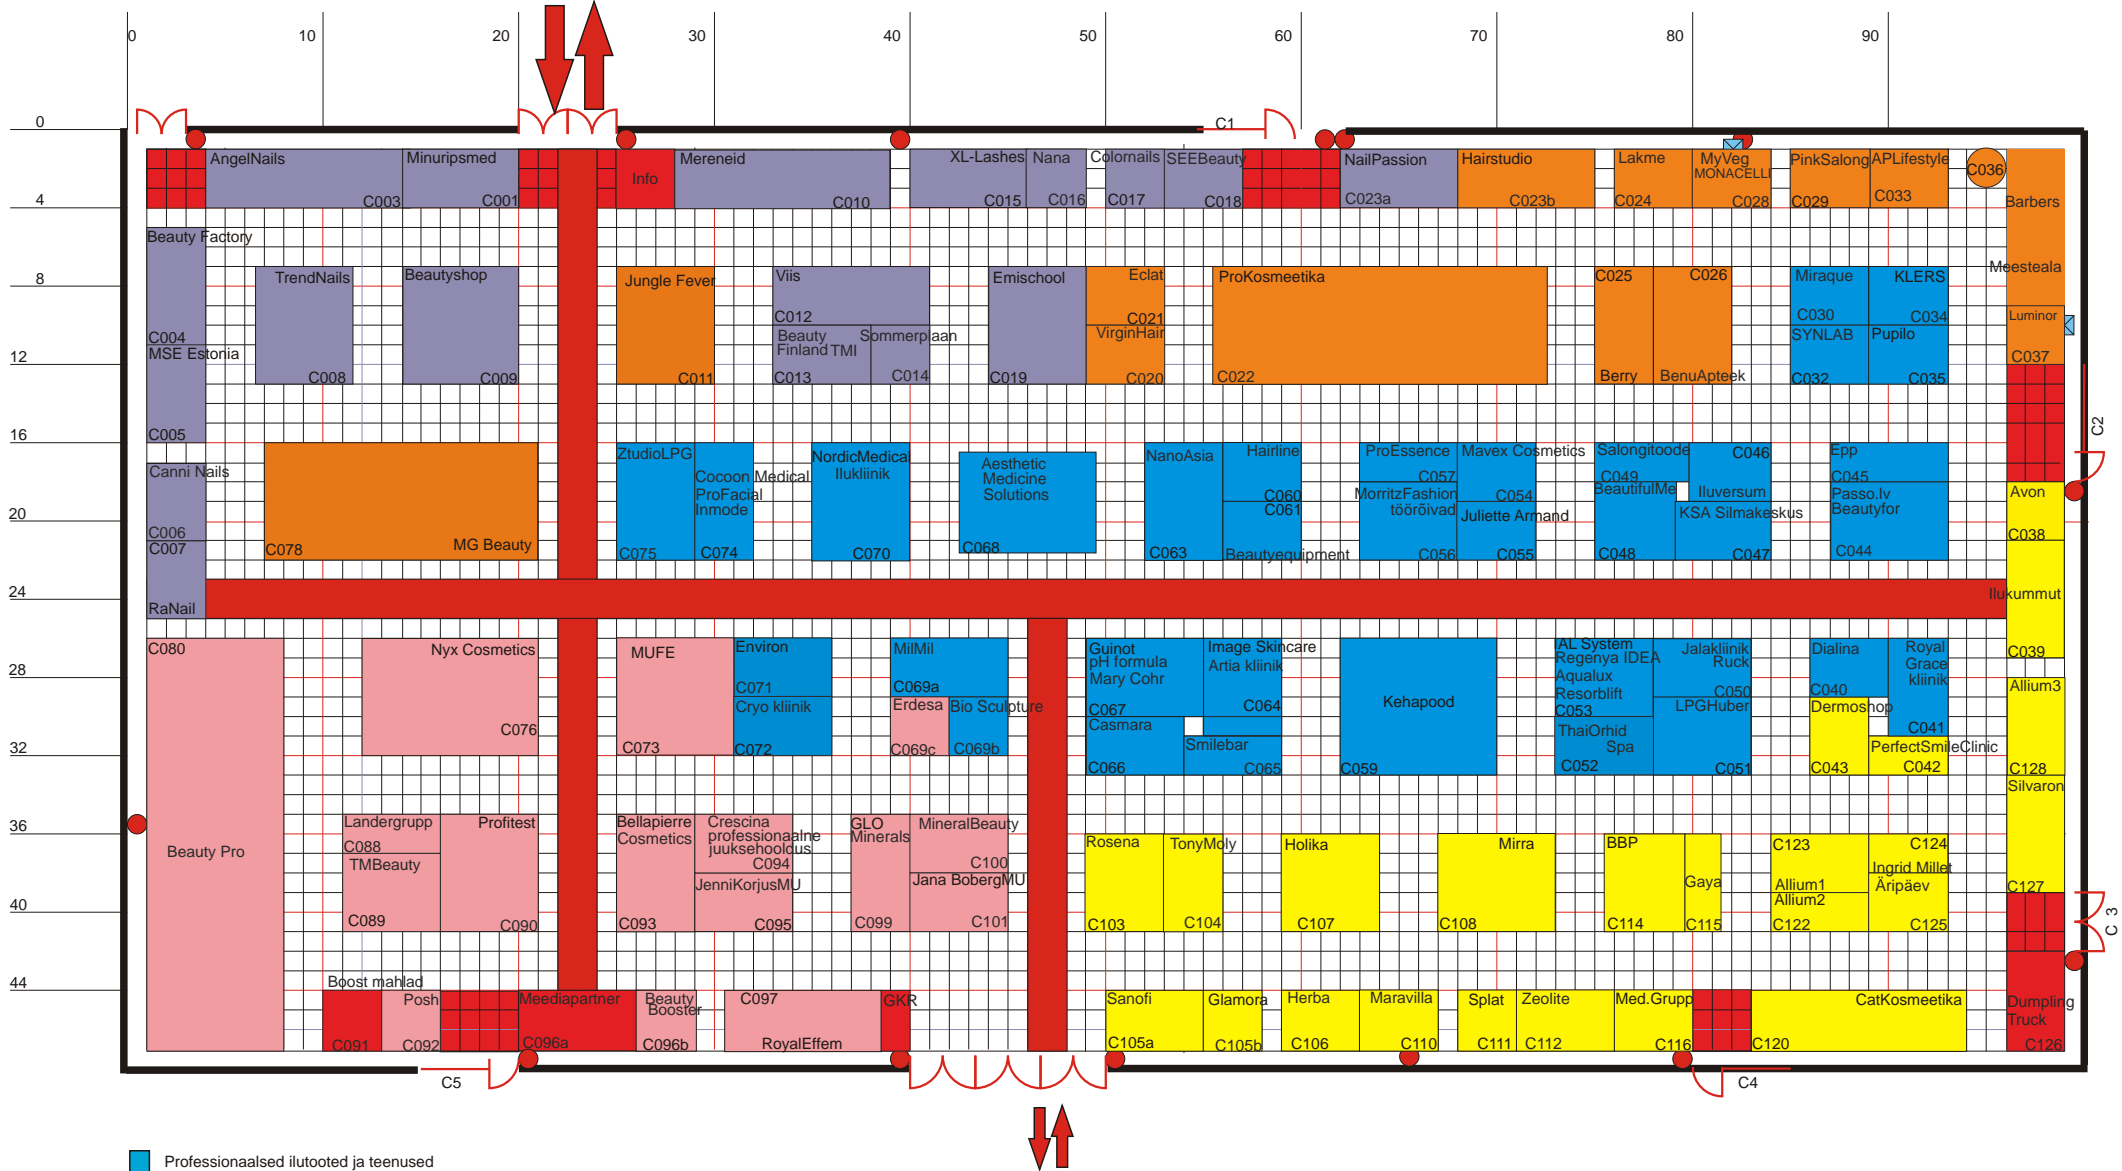 0 10 20 30 40 50 60 70 80 90
0
4
8
12
16
20
24
28
32
36
40
44
C1
C2
C 3
C4
C5
AngelNails
C003
Minuripsmed
C001
Info
Mereneid
C010
XL-Lashes
C015
Nana
C016
Colornails
C017
SEEBeauty
C018
NailPassion
C023a
Hairstudio
C023b
Lakme
C024
MyVeg
MONACELLI
C028
PinkSalong
C029
APLifestyle
C033
C036
Barbers
Meesteala
Luminor
C037
Beauty Factory
C004
MSE Estonia
C005
TrendNails
C008
Beautyshop
C009
Jungle Fever
C011
Viis
C012
Beauty
Finland TMI
C013
Sommerplaan
C014
Emischool
C019
Eclat
C021
VirginHair
C020
ProKosmeetika
C022
C025
Berry
C026
BenuApteek
Miraque
C030
KLERS
C034
SYNLAB
C032
Pupilo
C035
Canni Nails
C006
C007
RaNail
C078
MG Beauty
ZtudioLPG
C075
Cocoon Medical
ProFacial
Inmode
C074
NordicMedical
Ilukliinik
C070
Aesthetic
Medicine
Solutions
C068
NanoAsia
C063
Hairline
C060
C061
Beautyequipment
ProEssence
C057
MorritzFashion
töörõivad
C056
Mavex Cosmetics
C054
Juliette Armand
C055
Salongitoode
C049
BeautifulMe
C048
C046
Iluversum
KSA Silmakeskus
C047
Epp
C045
Passo.lv
Beautyfor
C044
Avon
C038
Ilukummut
C039
C080
Beauty Pro
Nyx Cosmetics
C076
MUFE
C073
Environ
C071
Cryo kliinik
C072
MilMil
C069a
Erdesa
C069c
Bio Sculpture
C069b
Guinot
pH formula
Mary Cohr
C067
Image Skincare
Artia kliinik
C064
Casmara
C066
Smilebar
C065
Kehapood
C059
AL System
Regenya IDEA
Aqualux
Resorblift
C053
ThaiOrhid
Spa
C052
Jalakliinik
Ruck
C050
LPGHuber
C051
Dialina
C040
Royal
Grace
kliinik
C041
Dermoshop
C043
PerfectSmileClinic
C042
Allium3
C128
Silvaron
C127
Landergrupp
C088
TMBeauty
C089
Profitest
C090
Bellapierre
Cosmetics
C093
Crescina
professionaalne
juuksehooldus
C094
JenniKorjusMU
C095
GLO
Minerals
C099
MineralBeauty
C100
Jana BobergMU
C101
Rosena
C103
TonyMoly
C104
Holika
C107
Mirra
C108
BBP
C114
Gaya
C115
C123
Allium1
Allium2
C122
C124
Ingrid Millet
Äripäev
C125
Boost mahlad
C091
Posh
C092
Meediapartner
C096a
Beauty
Booster
C096b
C097
RoyalEffem
GKR
Sanofi
C105a
Glamora
C105b
Herba
C106
Maravilla
C110
Splat
C111
Zeolite
C112
Med.Grupp
C116
CatKosmeetika
C120
Dumpling
Truck
C126
Professionaalsed ilutooted ja teenused